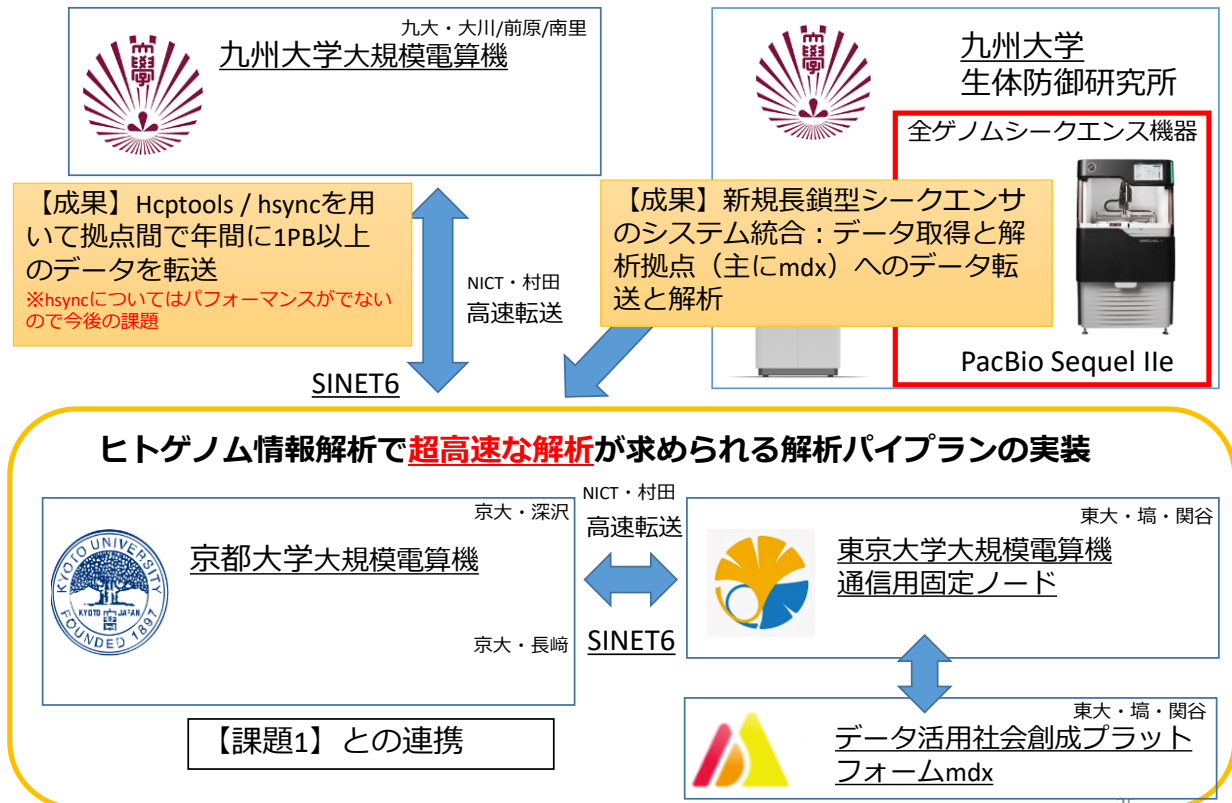 九大・大川/前原/南里
九州大学大規模電算機
九州大学
生体防御研究所
全ゲノムシークエンス機器
【成果】Hcptools / hsyncを用
いて拠点間で年間に1PB以上
のデータを転送
※hsyncについてはパフォーマンスがでない
ので今後の課題
NICT・村田
高速転送
SINET6
【成果】新規長鎖型シークエンサ
のシステム統合：データ取得と解
析拠点（主にmdx）へのデータ転
送と解析
PacBio Sequel IIe
ヒトゲノム情報解析で超高速な解析が求められる解析パイプランの実装
京大・深沢
京都大学大規模電算機
KYOTO UNIVERSITY
KYOTO JAPAN
FOUNDED 1897
京大・長﨑
NICT・村田
高速転送
SINET6
東大・塙・関谷
東京大学大規模電算機
通信用固定ノード
【課題1】との連携
東大・塙・関谷
データ活用社会創成プラット
フォームmdx